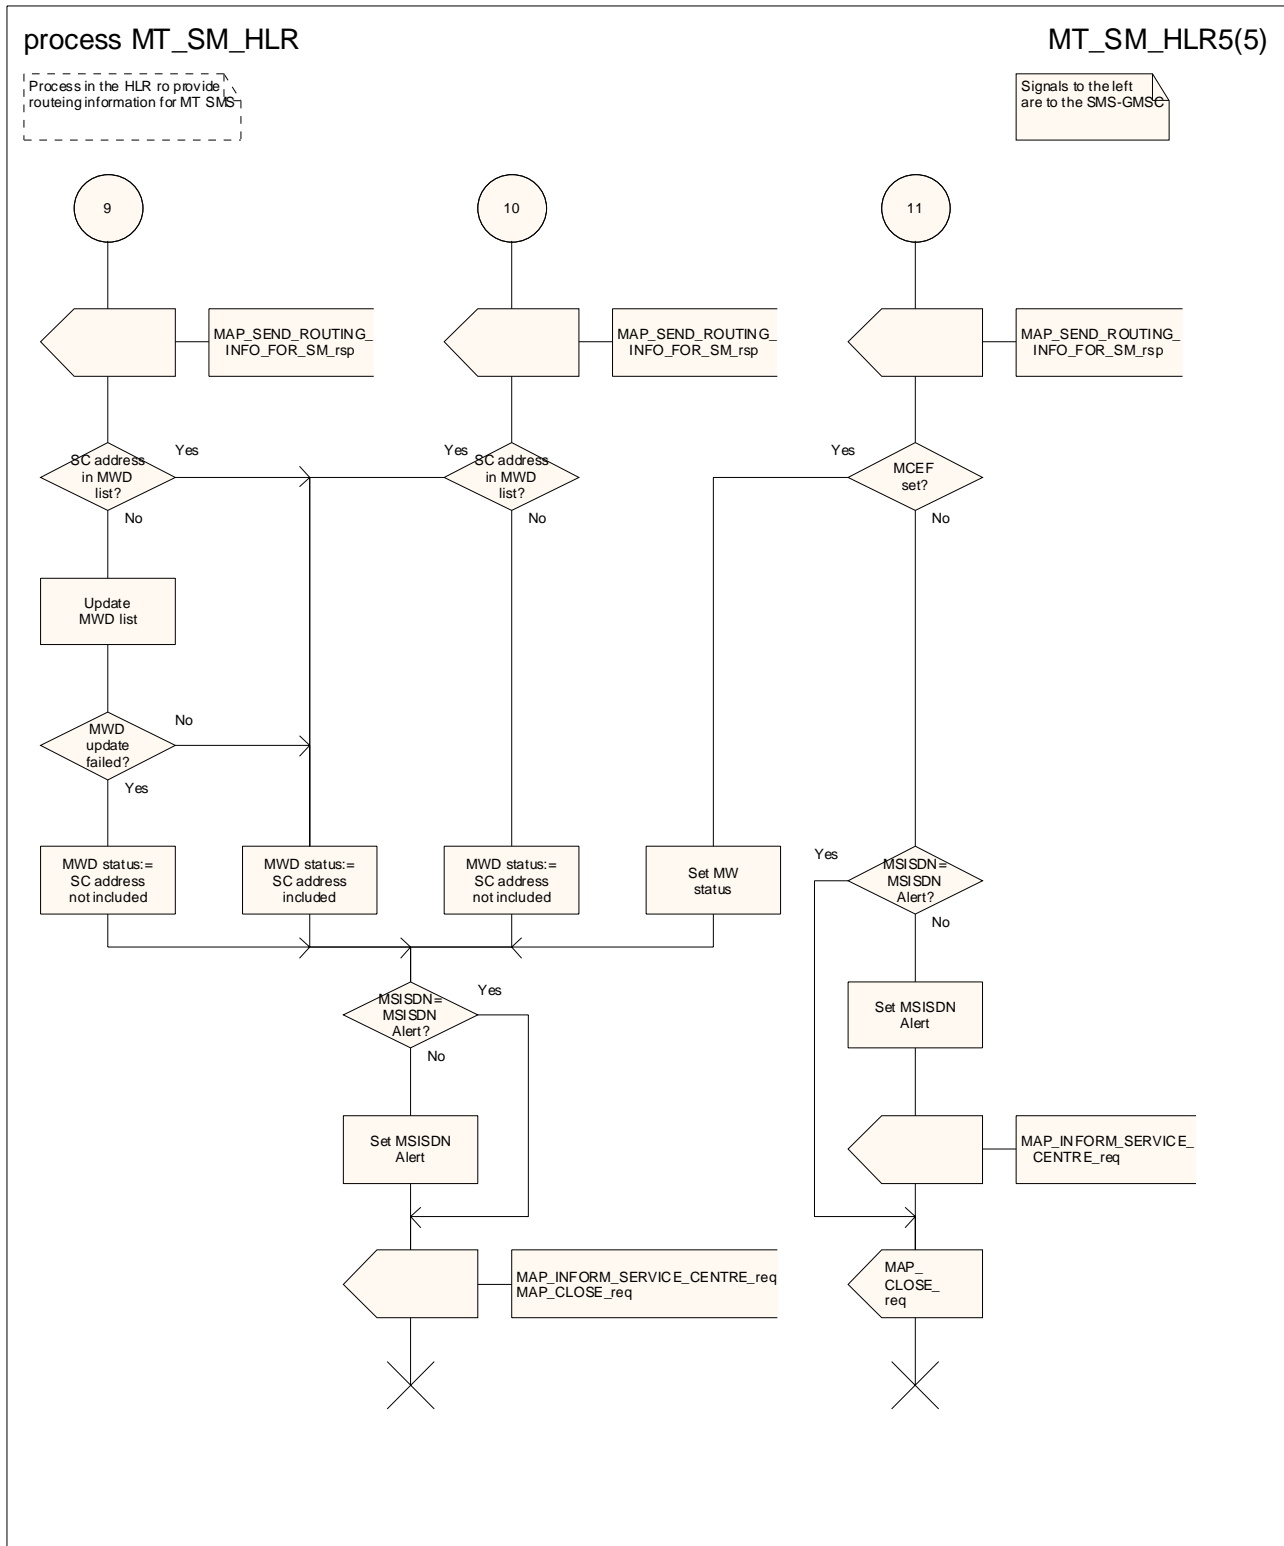 process MT_SM_HLR
MT_SM_HLR5(5)
Process in the HLR ro provide
routeing information for MT SMS
Signals to the left
are to the SMS-GMSC
9
10
11
MAP_SEND_ROUTING_
INFO_FOR_SM_rsp
MAP_SEND_ROUTING_
INFO_FOR_SM_rsp
MAP_SEND_ROUTING_
INFO_FOR_SM_rsp
SC address
in MWD
list?
Yes
No
Yes
SC address
in MWD
list?
No
Yes
MCEF
set?
No
Update
MWD list
MWD
update
failed?
No
Yes
MWD status:=
SC address
not included
MWD status:=
SC address
included
MWD status:=
SC address
not included
Set MW
status
Yes
MSISDN=
MSISDN
Alert?
No
MSISDN=
MSISDN
Alert?
Yes
No
Set MSISDN
Alert
Set MSISDN
Alert
MAP_INFORM_SERVICE_
CENTRE_req
MAP_INFORM_SERVICE_CENTRE_req
MAP_CLOSE_req
MAP_
CLOSE_
req